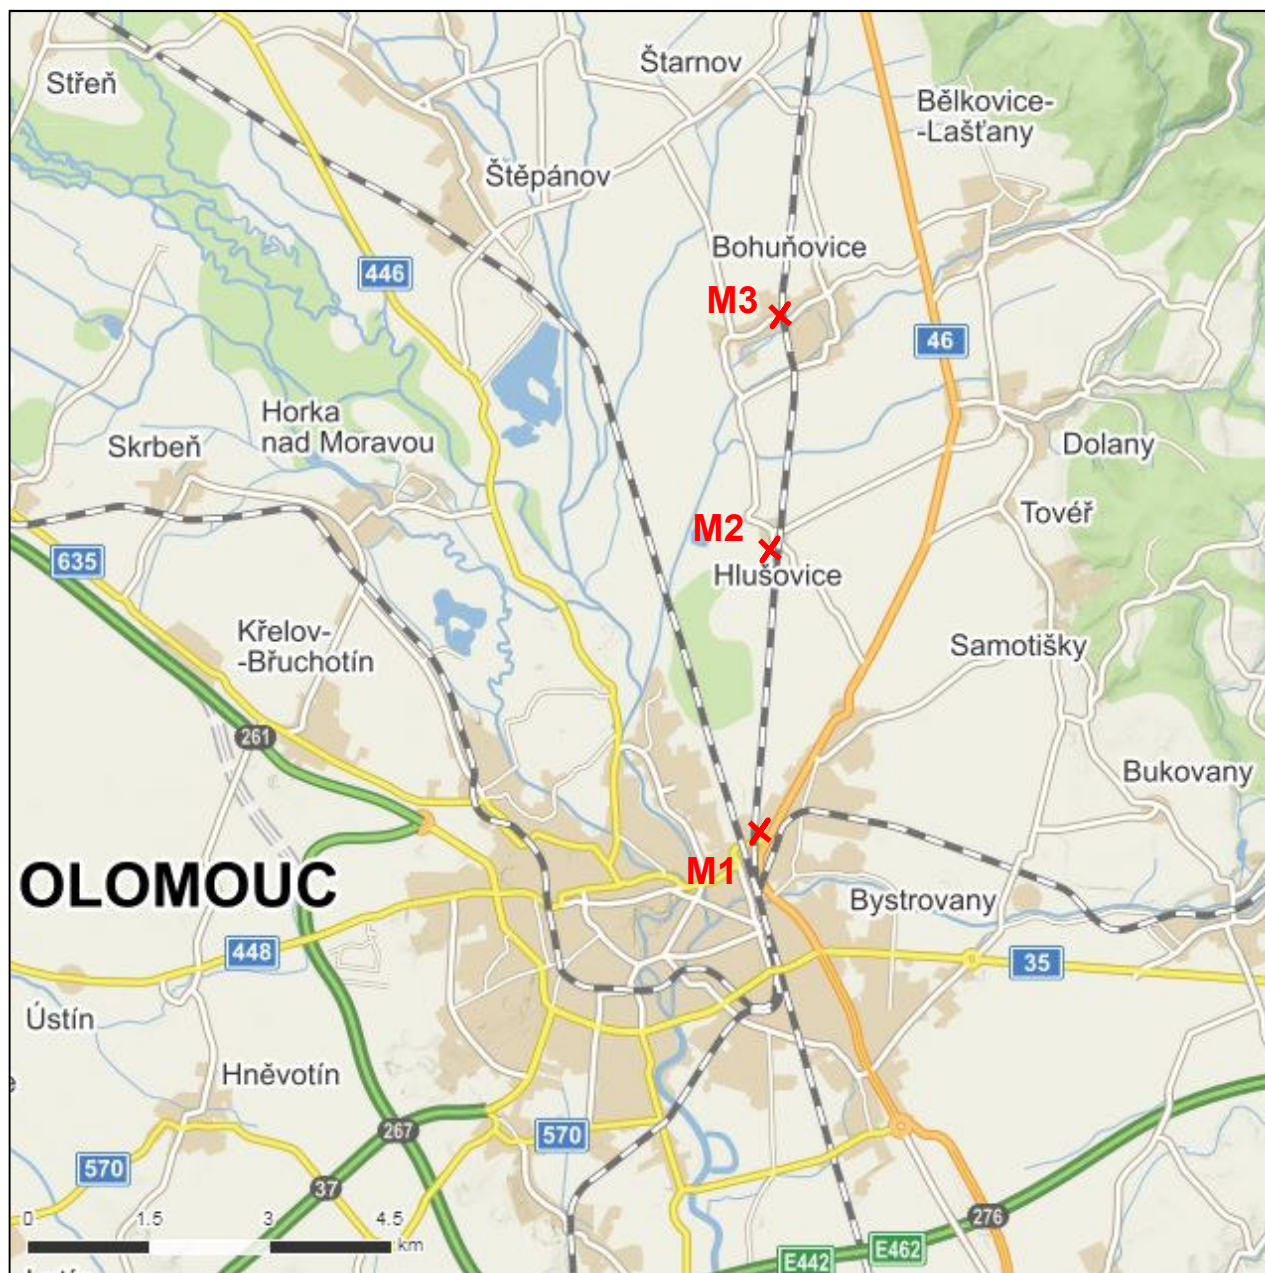 Štarnov
Střeň
Bělkovice-
-Lašťany
Štěpánov
Bohuňovice
446
M3
46
Horka
nad Moravou
Skrbeň
Dolany
Tovéř
M2
635
Hlušovice
Křelov-
-Břuchotín
Samotišky
261
Bukovany
M1
OLOMOUC
Bystrovany
448
35
Ústín
Hněvotín
267
570
570
37
276
0 1.5 3 4.5
km
E462
E442